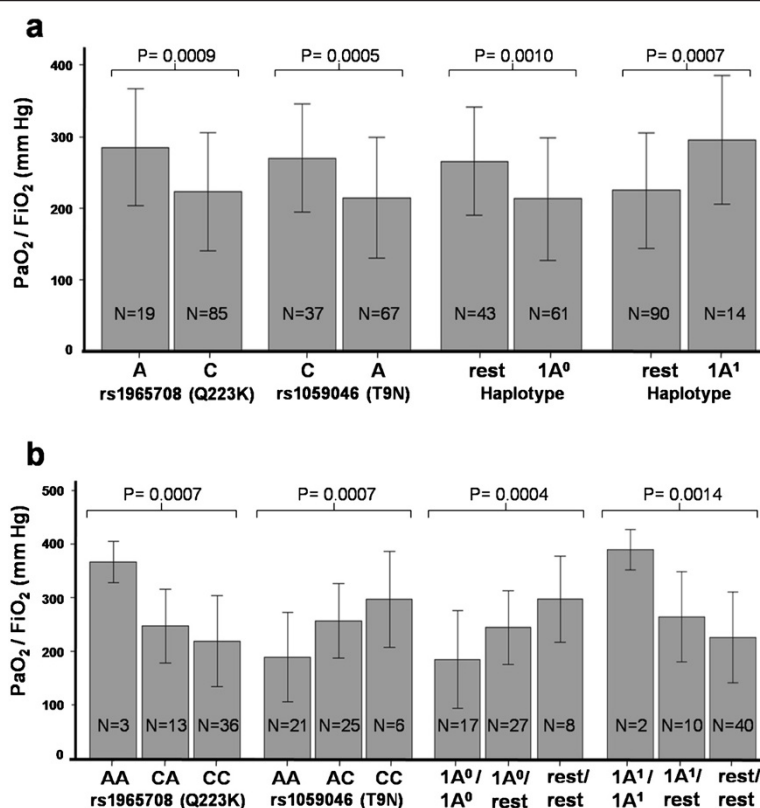 a
P= 0.0009 P= 0.0005 P= 0.0010 P= 0.0007
PaO₂ / FiO₂ (mm Hg)
400
300
200
100
0
N=19 N=85 N=37 N=67 N=43 N=61 N=90 N=14
A C C A rest 1A⁰ rest 1A¹
rs1965708 (Q223K) rs1059046 (T9N) Haplotype Haplotype
b
P= 0.0007 P= 0.0007 P= 0.0004 P= 0.0014
PaO₂ / FiO₂ (mm Hg)
500
400
300
200
100
0
N=3 N=13 N=36 N=21 N=25 N=6 N=17 N=27 N=8 N=2 N=10 N=40
AA CA CC AA AC CC 1A⁰/ 1A⁰/ rest/ 1A¹/ 1A¹/ rest/
rs1965708 (Q223K) rs1059046 (T9N) 1A⁰ rest rest 1A¹ rest rest